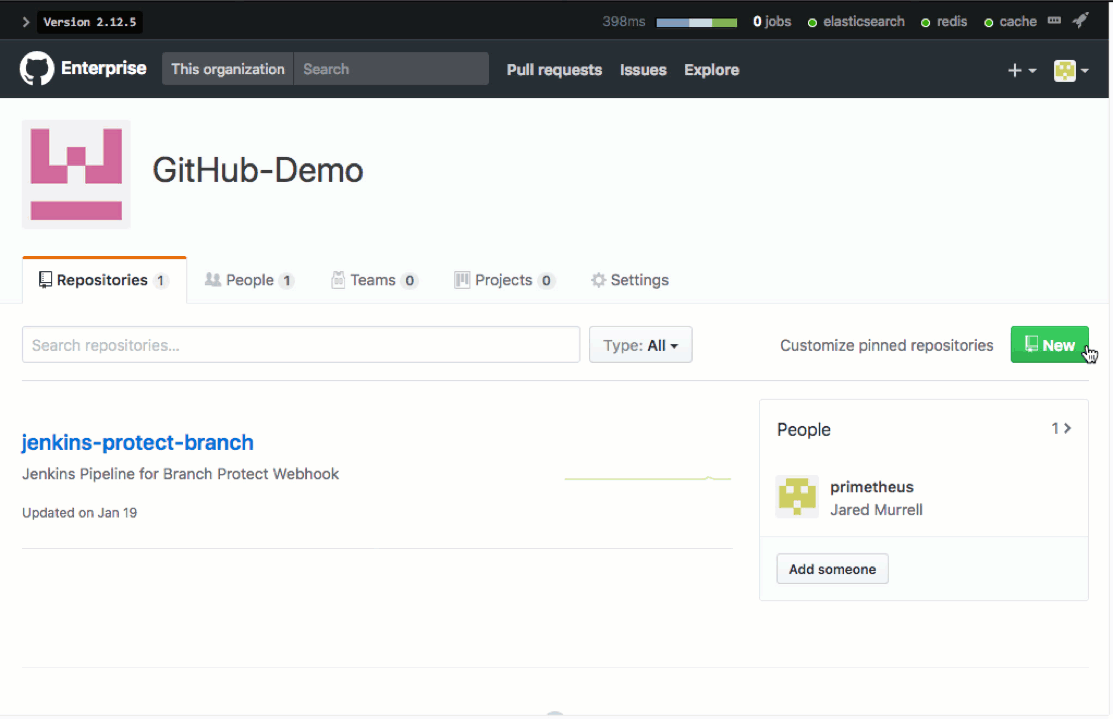 Version 2.12.5 398ms 0 jobs elasticsearch redis cache
Enterprise This organization Search Pull requests Issues Explore
GitHub-Demo
Repositories 1 People 1 Teams 0 Projects 0 Settings
Search repositories... Type: All Customize pinned repositories New
jenkins-protect-branch
Jenkins Pipeline for Branch Protect Webhook
Updated on Jan 19
People 1
primetheus
Jared Murrell
Add someone